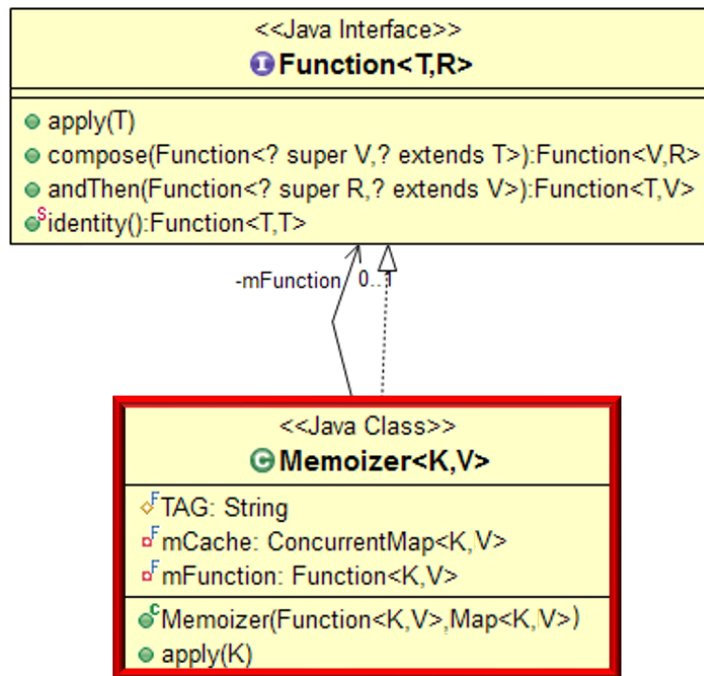 <<Java Interface>>
I Function<T,R>
apply(T)
compose(Function<? super V,? extends T>):Function<V,R>
andThen(Function<? super R,? extends V>):Function<T,V>
S identity():Function<T,T>
-mFunction 0..1
<<Java Class>>
C Memoizer<K,V>
F TAG: String
F mCache: ConcurrentMap<K,V>
F mFunction: Function<K,V>
C Memoizer(Function<K,V>,Map<K,V>)
apply(K)